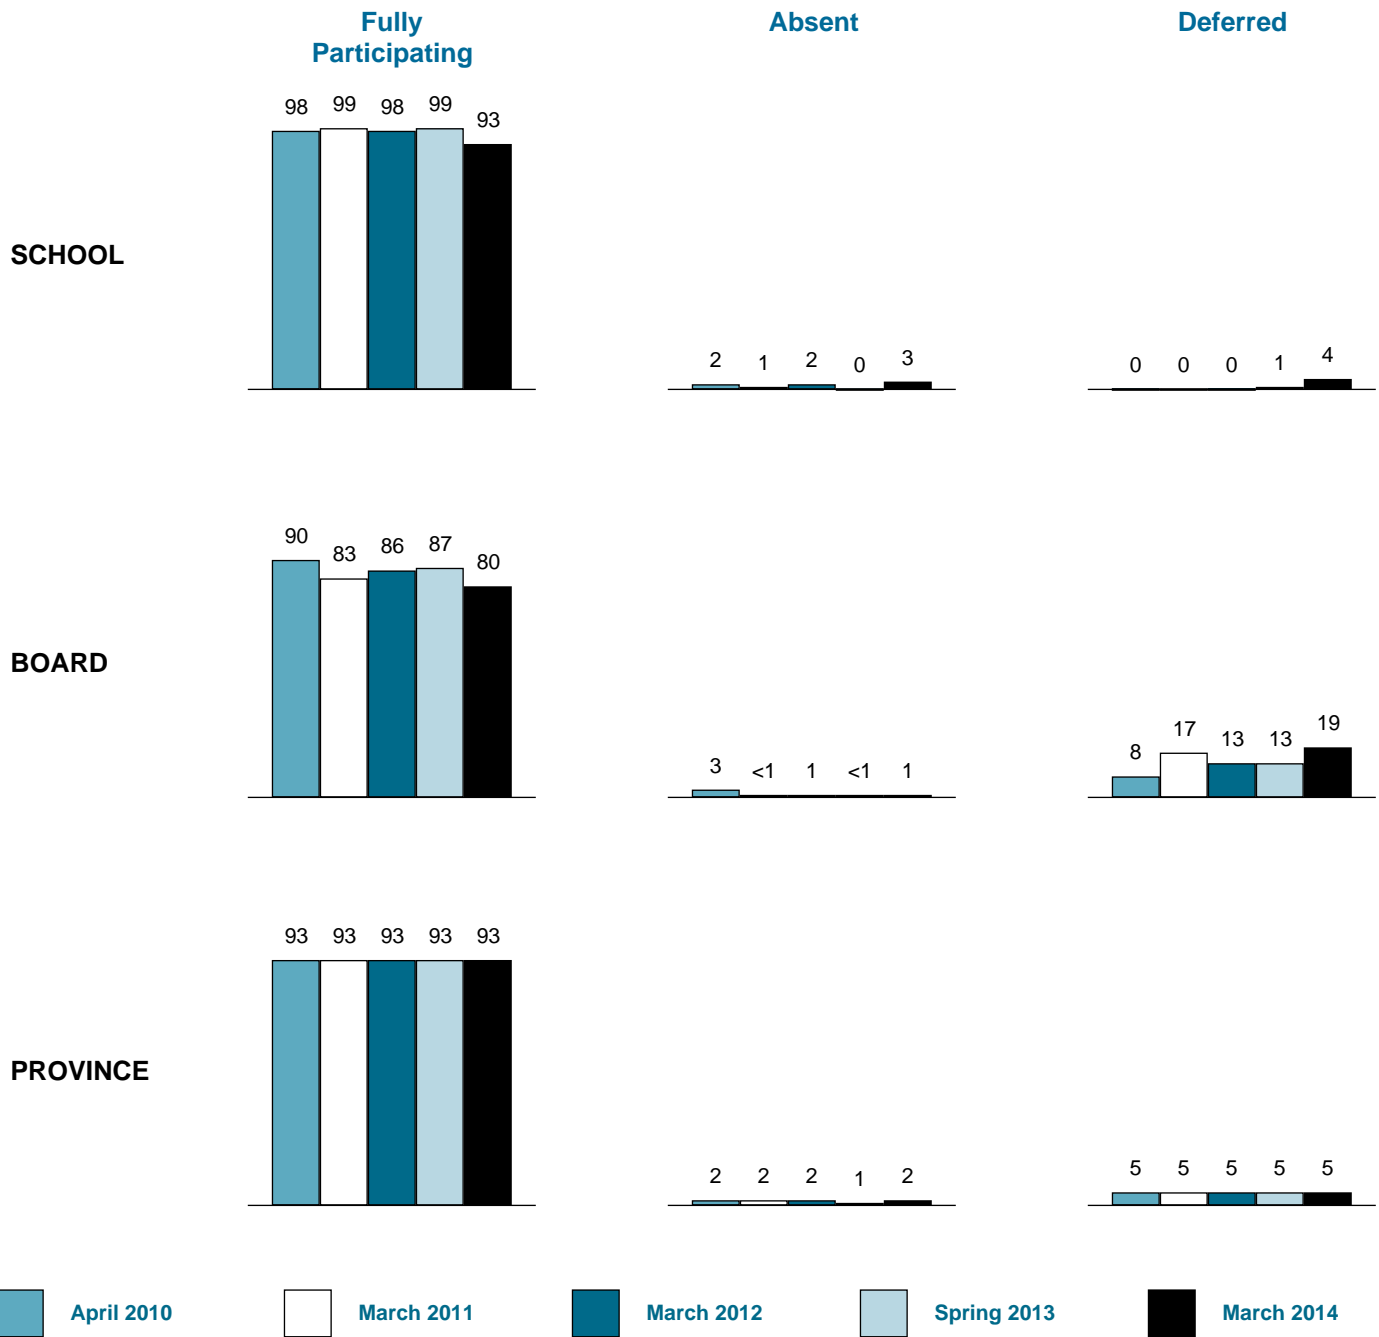 Fully
Participating
Absent
Deferred
98 99 98 99 93
SCHOOL
2 1 2 0 3
0 0 0 1 4
90 83 86 87 80
BOARD
3 <1 1 <1 1
8 17 13 13 19
93 93 93 93 93
PROVINCE
2 2 2 1 2
5 5 5 5 5
April 2010 March 2011 March 2012 Spring 2013 March 2014